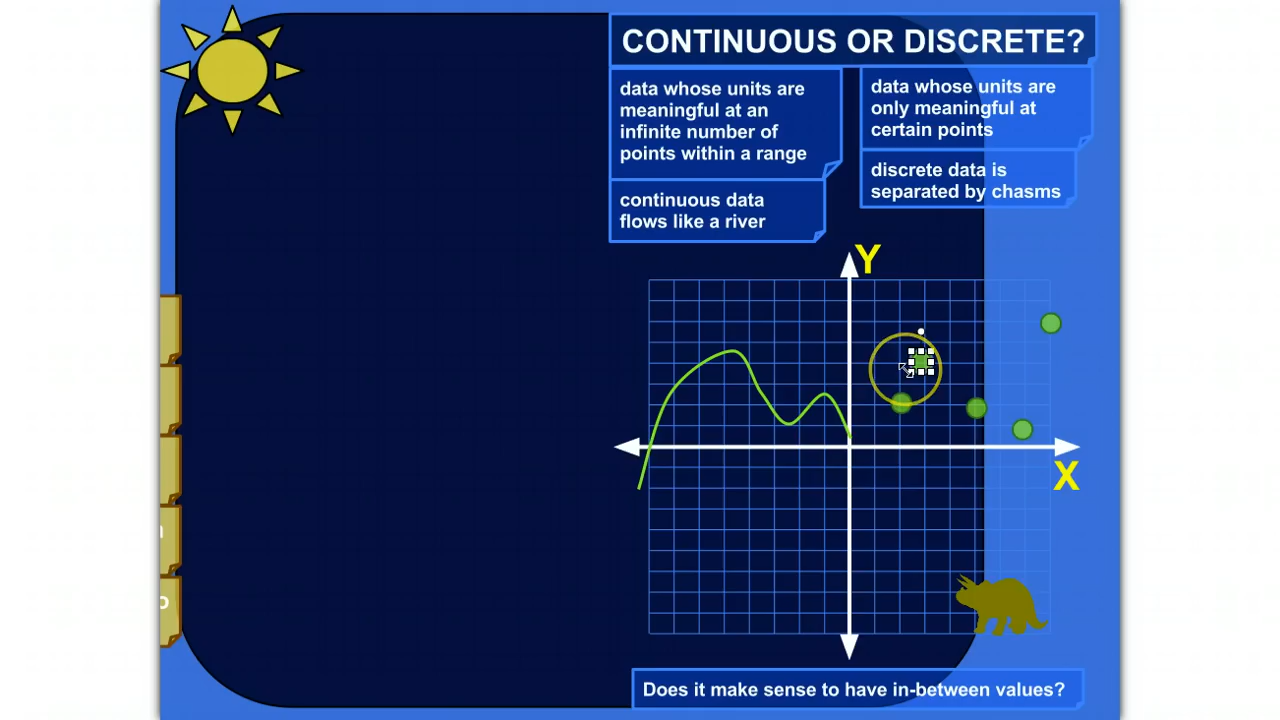 CONTINUOUS OR DISCRETE?
data whose units are
meaningful at an
infinite number of
points within a range
continuous data
flows like a river
data whose units are
only meaningful at
certain points
discrete data is
separated by chasms
Y
X
Does it make sense to have in-between values?